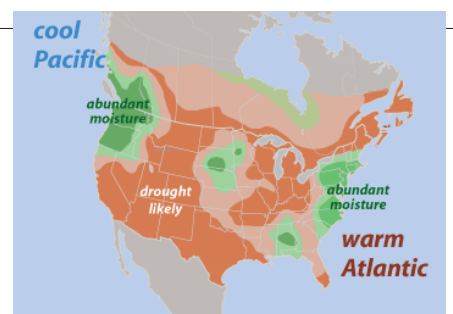 cool
Pacific
abundant
moisture
drought
likely
abundant
moisture
warm
Atlantic